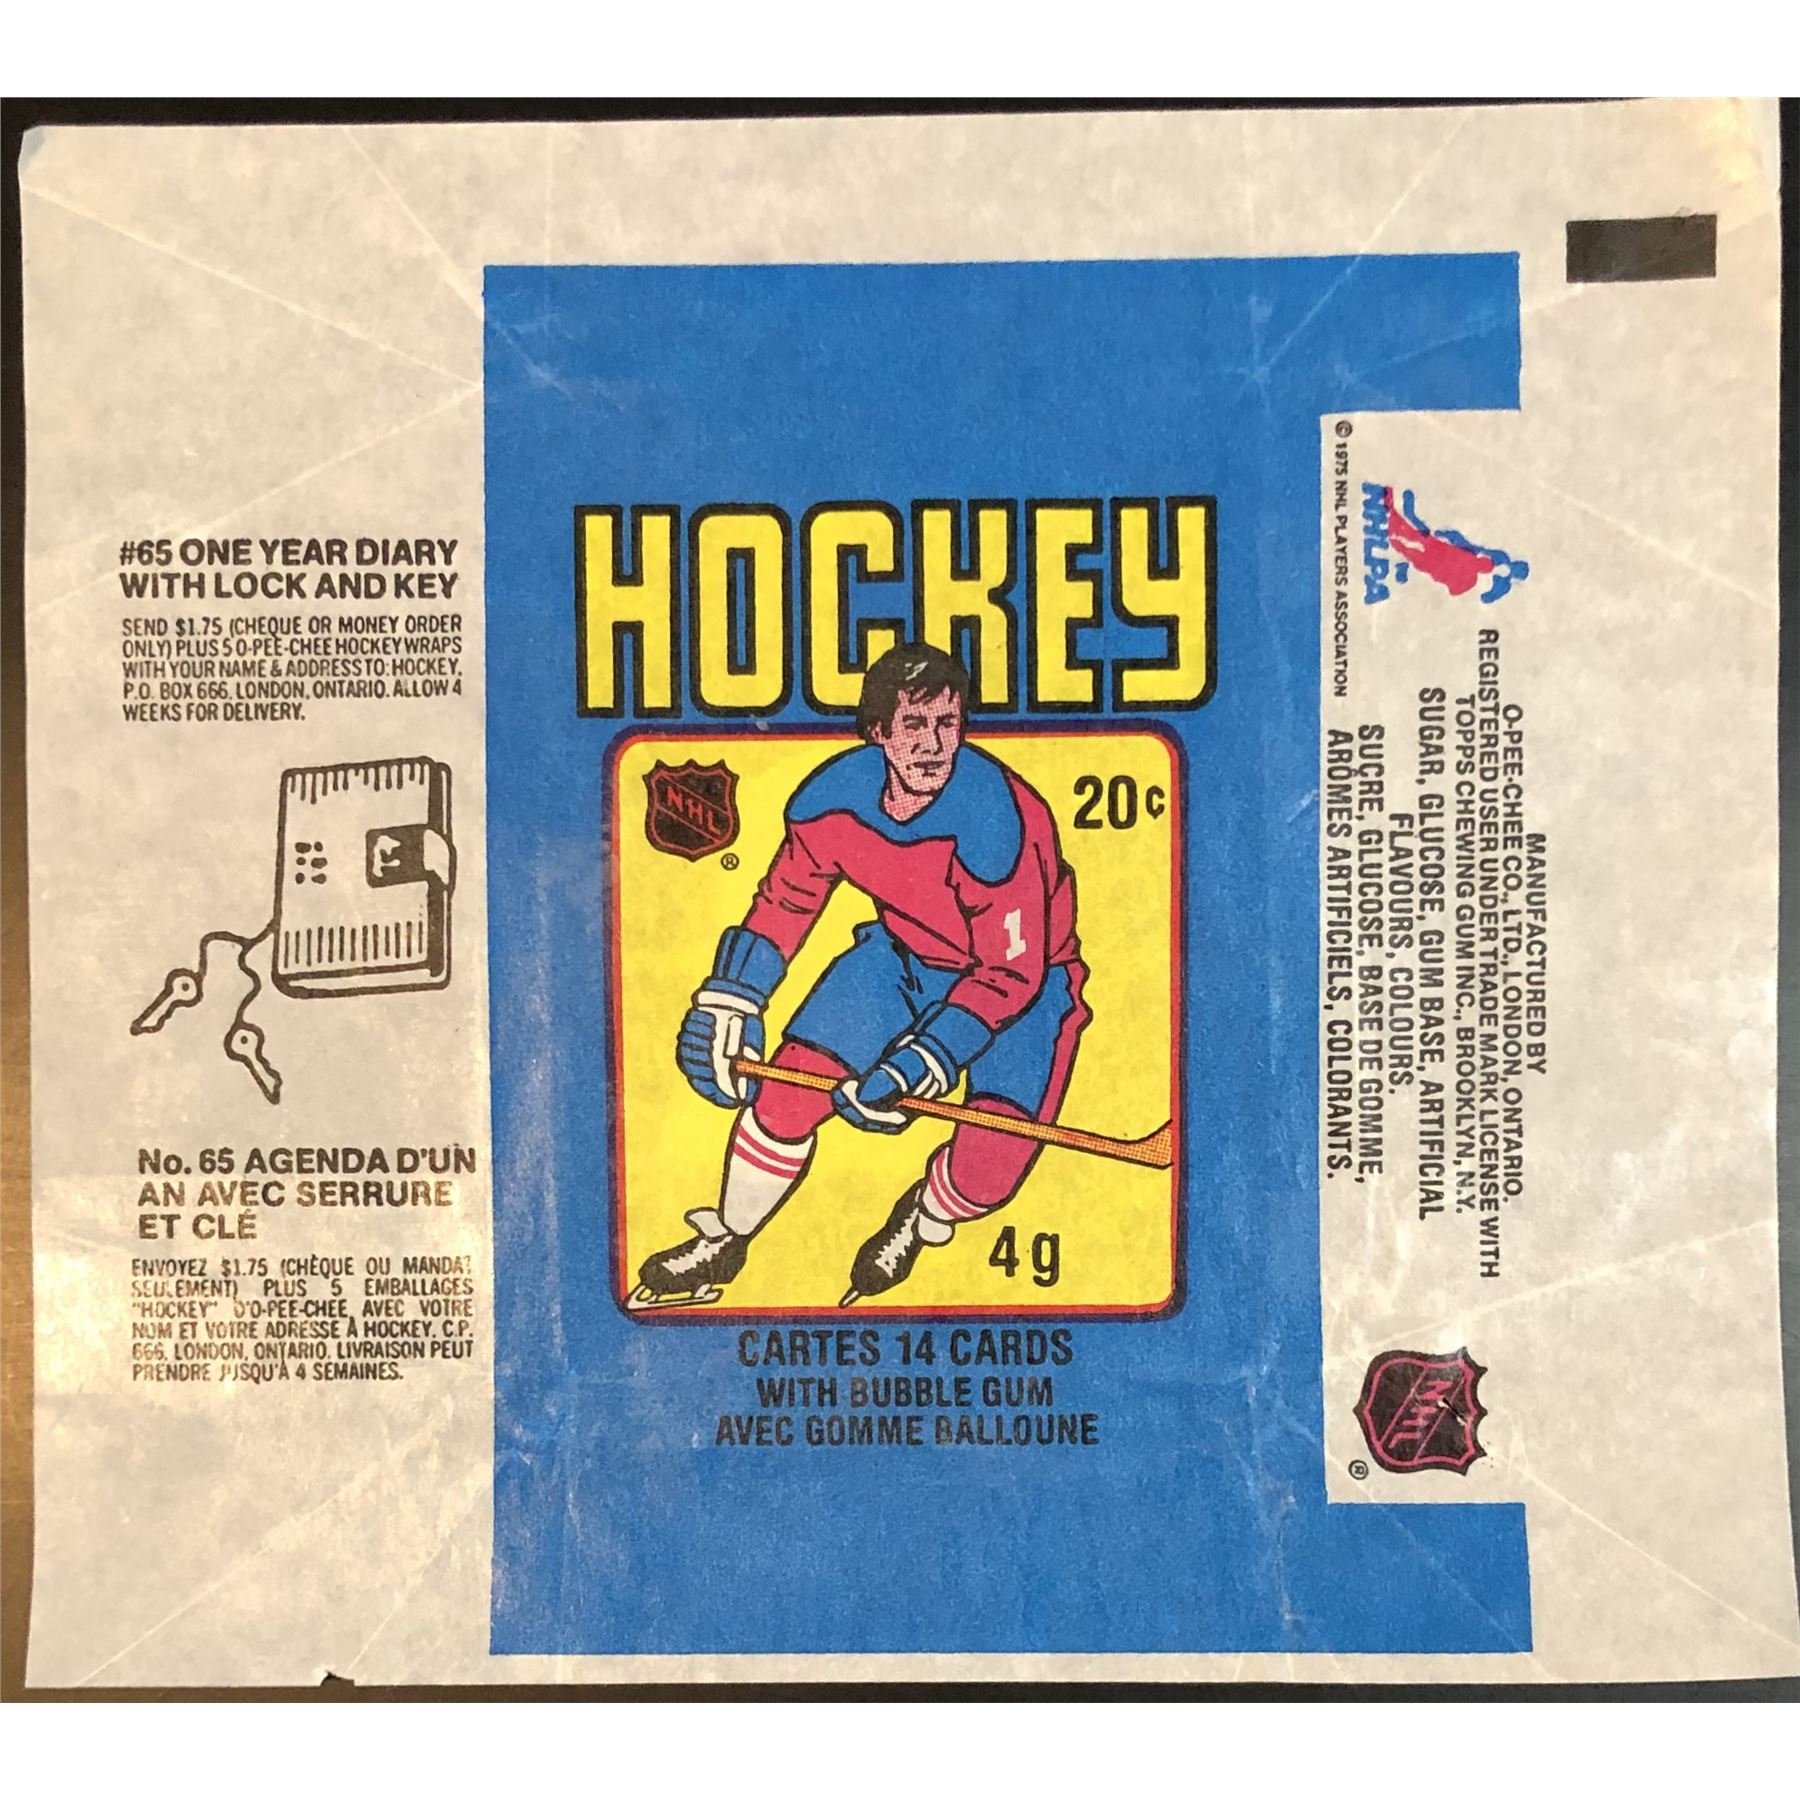 #65 ONE YEAR DIARY
WITH LOCK AND KEY
SEND $1.75 (CHEQUE OR MONEY ORDER
ONLY) PLUS 5 O-PEE-CHEE HOCKEY WRAPS
WITH YOUR NAME & ADDRESS TO: HOCKEY,
P.O. BOX 666, LONDON, ONTARIO. ALLOW 4
WEEKS FOR DELIVERY.
No. 65 AGENDA D'UN
AN AVEC SERRURE
ET CLÉ
ENVOYEZ $1.75 (CHÈQUE OU MANDAT
SEULEMENT) PLUS 5 EMBALLAGES
"HOCKEY" D'O-PEE-CHEE AVEC VOTRE
NOM ET VOTRE ADRESSE À HOCKEY, C.P.
666, LONDON, ONTARIO. LIVRAISON PEUT
PRENDRE JUSQU'À 4 SEMAINES.
HOCKEY
NHL
®
20¢
1
4g
CARTES 14 CARDS
WITH BUBBLE GUM
AVEC GOMME BALLOUNE
NHLPA
© 1975 NHL PLAYERS ASSOCIATION
MANUFACTURED BY
O-PEE-CHEE CO., LTD., LONDON, ONTARIO.
REGISTERED USER UNDER TRADE MARK LICENSE WITH
TOPPS CHEWING GUM INC., BROOKLYN, N.Y.
SUGAR, GLUCOSE, GUM BASE, ARTIFICIAL
FLAVOURS, COLOURS.
SUCRE, GLUCOSE, BASE DE GOMME,
ARÔMES ARTIFICIELS, COLORANTS.
NHL
®